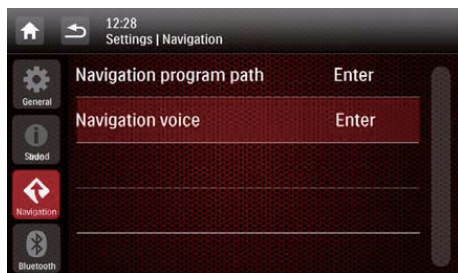 12:28
Settings | Navigation
Navigation program path Enter
General
Navigation voice Enter
Navigation
Bluetooth